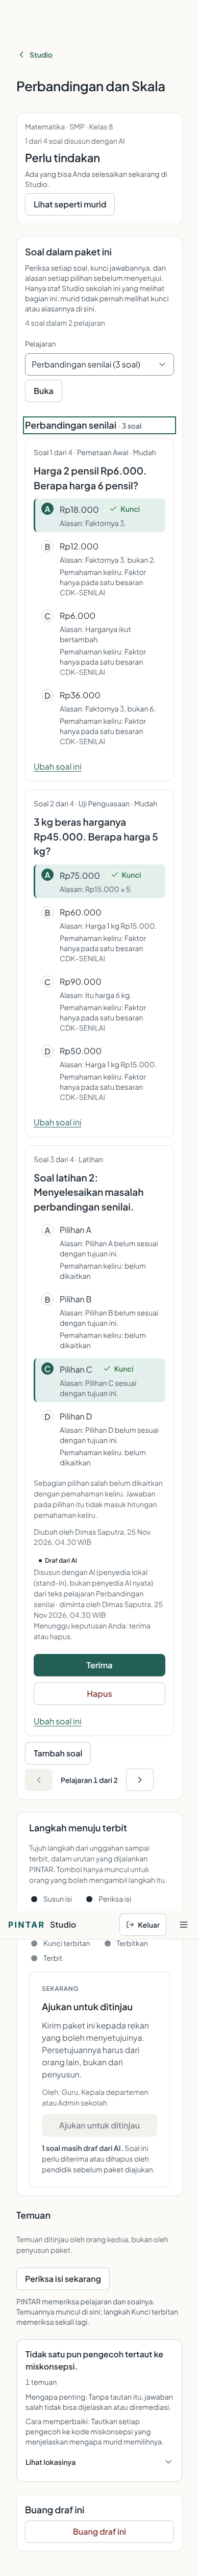 Studio
Perbandingan dan Skala
Matematika · SMP · Kelas 8
1 dari 4 soal disusun dengan AI
Perlu tindakan
Ada yang bisa Anda selesaikan sekarang di
Studio.
Lihat seperti murid
Soal dalam paket ini
Periksa setiap soal, kunci jawabannya, dan
alasan setiap pilihan sebelum menyetujui.
Hanya staf Studio sekolah ini yang melihat
bagian ini; murid tidak pernah melihat kunci
atau alasannya di sini.
4 soal dalam 2 pelajaran
Pelajaran
Perbandingan senilai (3 soal)
Buka
Perbandingan senilai · 3 soal
Soal 1 dari 4 · Pemetaan Awal · Mudah
Harga 2 pensil Rp6.000.
Berapa harga 6 pensil?
A Rp18.000 Kunci
Alasan: Faktornya 3.
B Rp12.000
Alasan: Faktornya 3, bukan 2.
Pemahaman keliru: Faktor
hanya pada satu besaran
CDK-SENILAI
C Rp6.000
Alasan: Harganya ikut
bertambah.
Pemahaman keliru: Faktor
hanya pada satu besaran
CDK-SENILAI
D Rp36.000
Alasan: Faktornya 3, bukan 6.
Pemahaman keliru: Faktor
hanya pada satu besaran
CDK-SENILAI
Ubah soal ini
Soal 2 dari 4 · Uji Penguasaan · Mudah
3 kg beras harganya
Rp45.000. Berapa harga 5
kg?
A Rp75.000 Kunci
Alasan: Rp15.000 × 5.
B Rp60.000
Alasan: Harga 1 kg Rp15.000.
Pemahaman keliru: Faktor
hanya pada satu besaran
CDK-SENILAI
C Rp90.000
Alasan: Itu harga 6 kg.
Pemahaman keliru: Faktor
hanya pada satu besaran
CDK-SENILAI
D Rp50.000
Alasan: Harga 1 kg Rp15.000.
Pemahaman keliru: Faktor
hanya pada satu besaran
CDK-SENILAI
Ubah soal ini
Soal 3 dari 4 · Latihan
Soal latihan 2:
Menyelesaikan masalah
perbandingan senilai.
A Pilihan A
Alasan: Pilihan A belum sesuai
dengan tujuan ini.
Pemahaman keliru: belum
dikaitkan
B Pilihan B
Alasan: Pilihan B belum sesuai
dengan tujuan ini.
Pemahaman keliru: belum
dikaitkan
C Pilihan C Kunci
Alasan: Pilihan C sesuai
dengan tujuan ini.
D Pilihan D
Alasan: Pilihan D belum sesuai
dengan tujuan ini.
Pemahaman keliru: belum
dikaitkan
Sebagian pilihan salah belum dikaitkan
dengan pemahaman keliru. Jawaban
pada pilihan itu tidak masuk hitungan
pemahaman keliru.
Diubah oleh Dimas Saputra, 25 Nov
2026, 04.30 WIB
Draf dari AI
Disusun dengan AI (penyedia lokal
(stand-in), bukan penyedia AI nyata)
dari teks pelajaran Perbandingan
senilai · diminta oleh Dimas Saputra, 25
Nov 2026, 04.30 WIB
Menunggu keputusan Anda: terima
atau hapus.
Terima
Hapus
Ubah soal ini
Tambah soal
Pelajaran 1 dari 2
Langkah menuju terbit
Tujuh langkah dari unggahan sampai
terbit, dalam urutan yang dijalankan
PINTAR. Tombol hanya muncul untuk
orang yang boleh mengambil langkah itu.
Susun isi Periksa isi
PINTAR Studio Keluar
Kunci terbitan Terbitkan
Terbit
SEKARANG
Ajukan untuk ditinjau
Kirim paket ini kepada rekan
yang boleh menyetujuinya.
Persetujuannya harus dari
orang lain, bukan dari
penyusun.
Oleh: Guru, Kepala departemen
atau Admin sekolah
Ajukan untuk ditinjau
1 soal masih draf dari AI. Soal ini
perlu diterima atau dihapus oleh
pendidik sebelum paket diajukan.
Temuan
Temuan ditinjau oleh orang kedua, bukan oleh
penyusun paket.
Periksa isi sekarang
PINTAR memeriksa pelajaran dan soalnya.
Temuannya muncul di sini; langkah Kunci terbitan
memeriksa sekali lagi.
Tidak satu pun pengecoh tertaut ke
miskonsepsi.
1 temuan
Mengapa penting: Tanpa tautan itu, jawaban
salah tidak bisa dijelaskan atau diremediasi.
Cara memperbaiki: Tautkan setiap
pengecoh ke kode miskonsepsi yang
menjelaskan mengapa murid memilihnya.
Lihat lokasinya
Buang draf ini
Buang draf ini